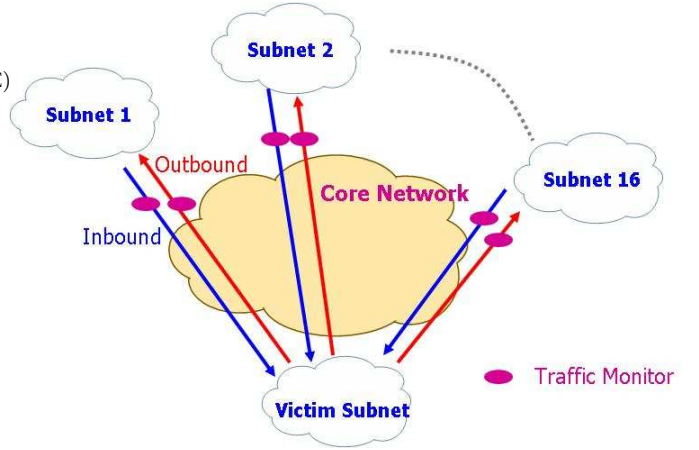 Subnet 2
C)
Subnet 1
Outbound
Core Network
Subnet 16
Inbound
Traffic Monitor
Victim Subnet